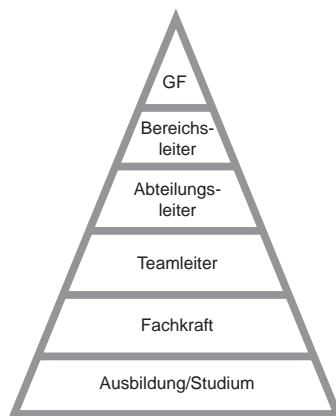 GF
Bereichs-
leiter
Abteilungs-
leiter
Teamleiter
Fachkraft
Ausbildung/Studium